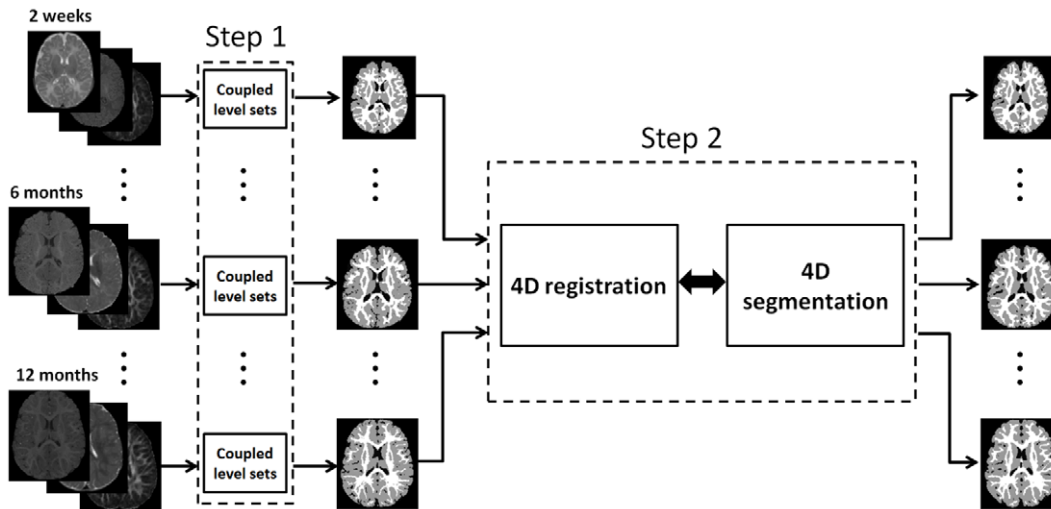 2 weeks
Step 1
Coupled
level sets
Step 2
6 months
Coupled
level sets
4D registration
4D
segmentation
12 months
Coupled
level sets